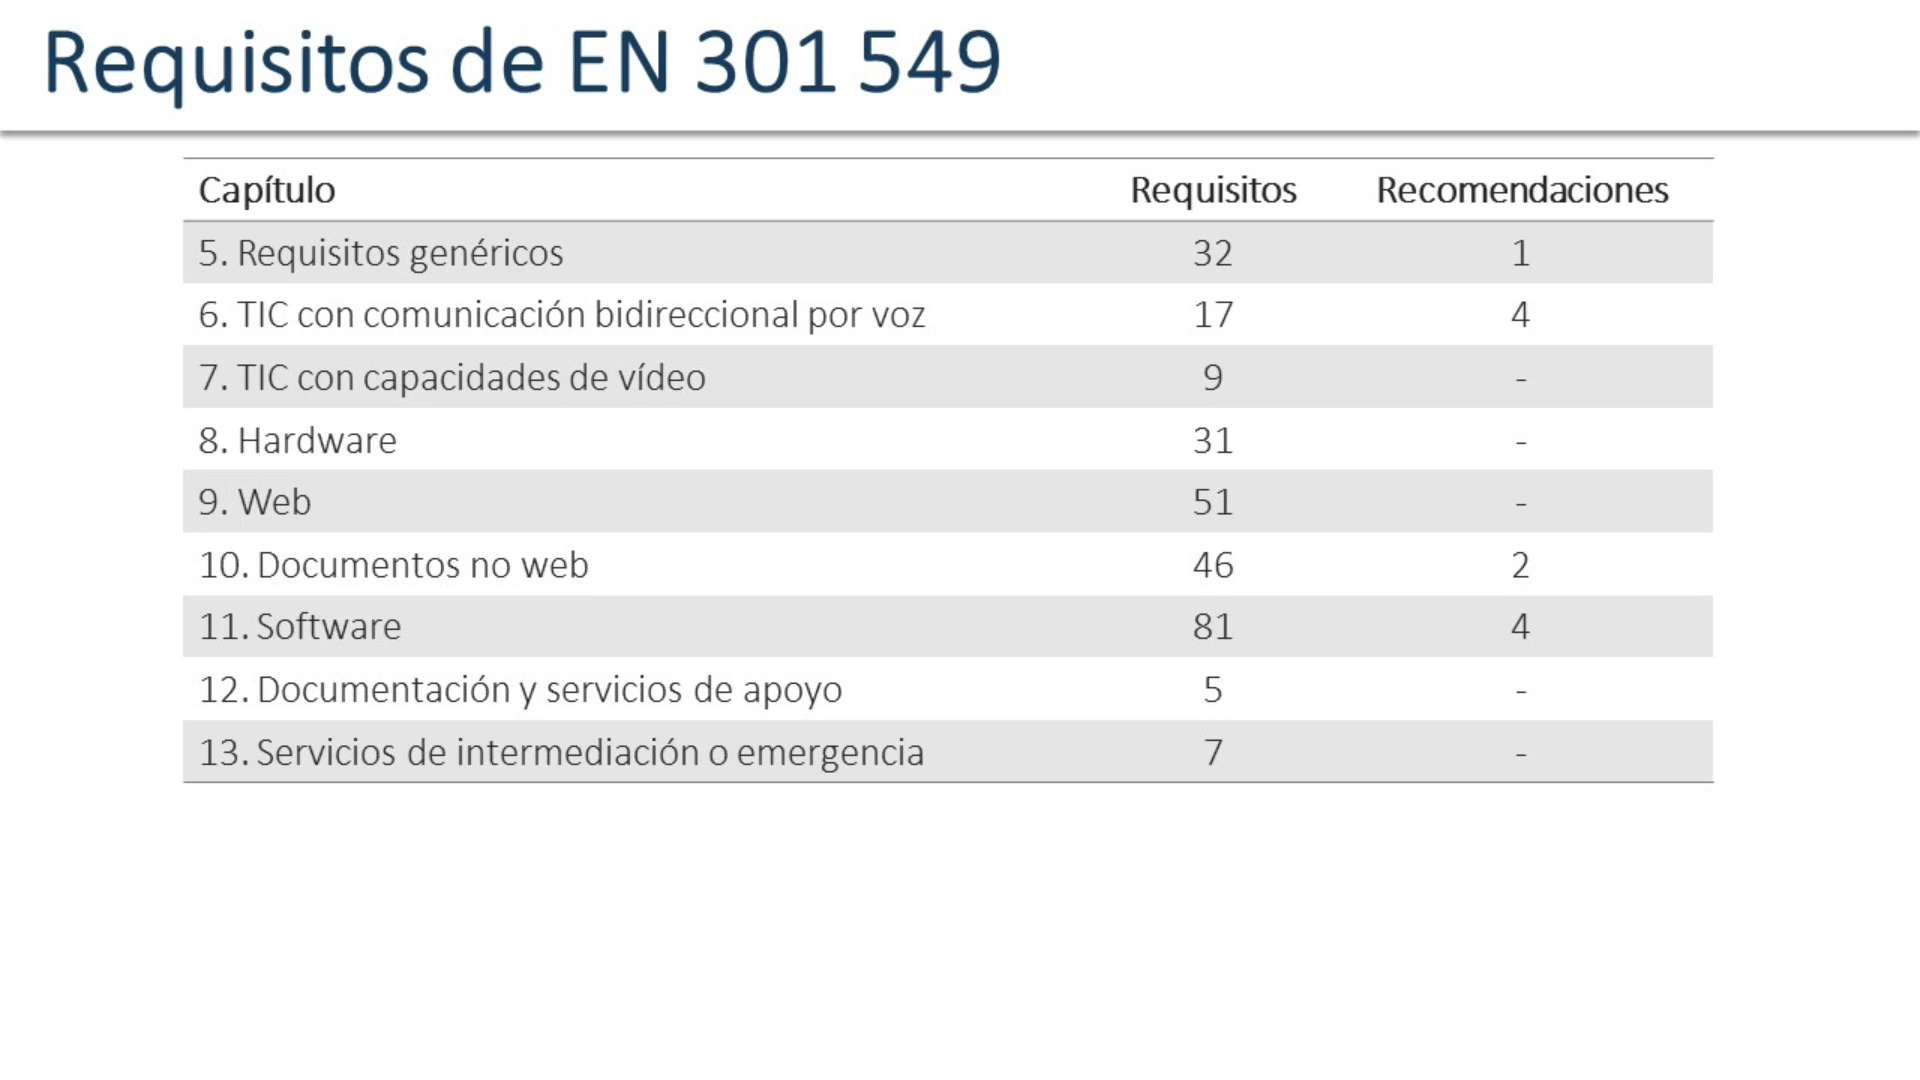 Requisitos de EN 301 549
Capítulo Requisitos Recomendaciones
5. Requisitos genéricos 32 1
6. TIC con comunicación bidireccional por voz 17 4
7. TIC con capacidades de vídeo 9 -
8. Hardware 31 -
9. Web 51 -
10. Documentos no web 46 2
11. Software 81 4
12. Documentación y servicios de apoyo 5 -
13. Servicios de intermediación o emergencia 7 -